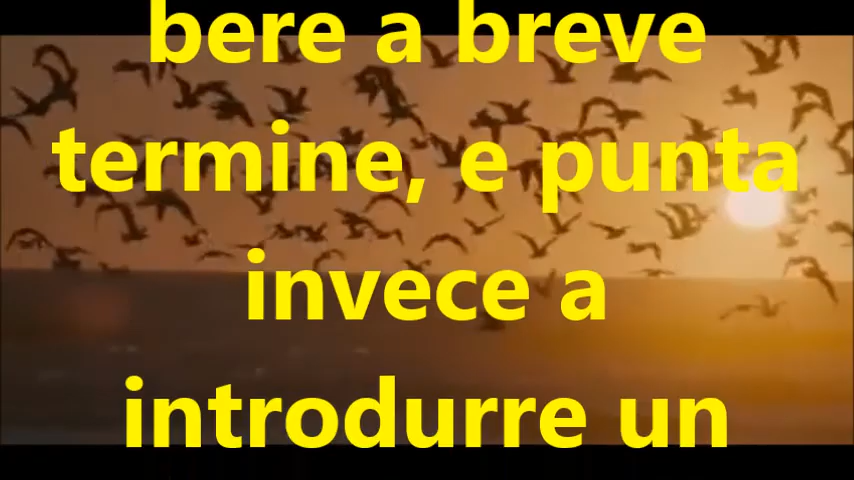 bere a breve
termine, e punta
invece a
introdurre un